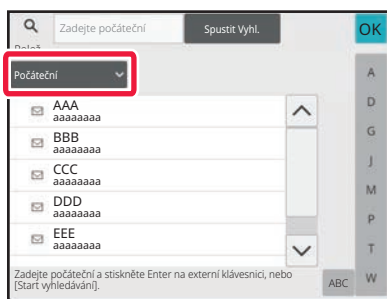 Zadejte počáteční
Spustit Vyhl.
OK
Počáteční
AAA
aaaaaaaa
BBB
aaaaaaaa
CCC
aaaaaaaa
DDD
aaaaaaaa
EEE
aaaaaaaa
A
D
G
J
M
P
T
W
ABC
Zadejte počáteční a stiskněte Enter na externí klávesnici, nebo
[Start vyhledávání].